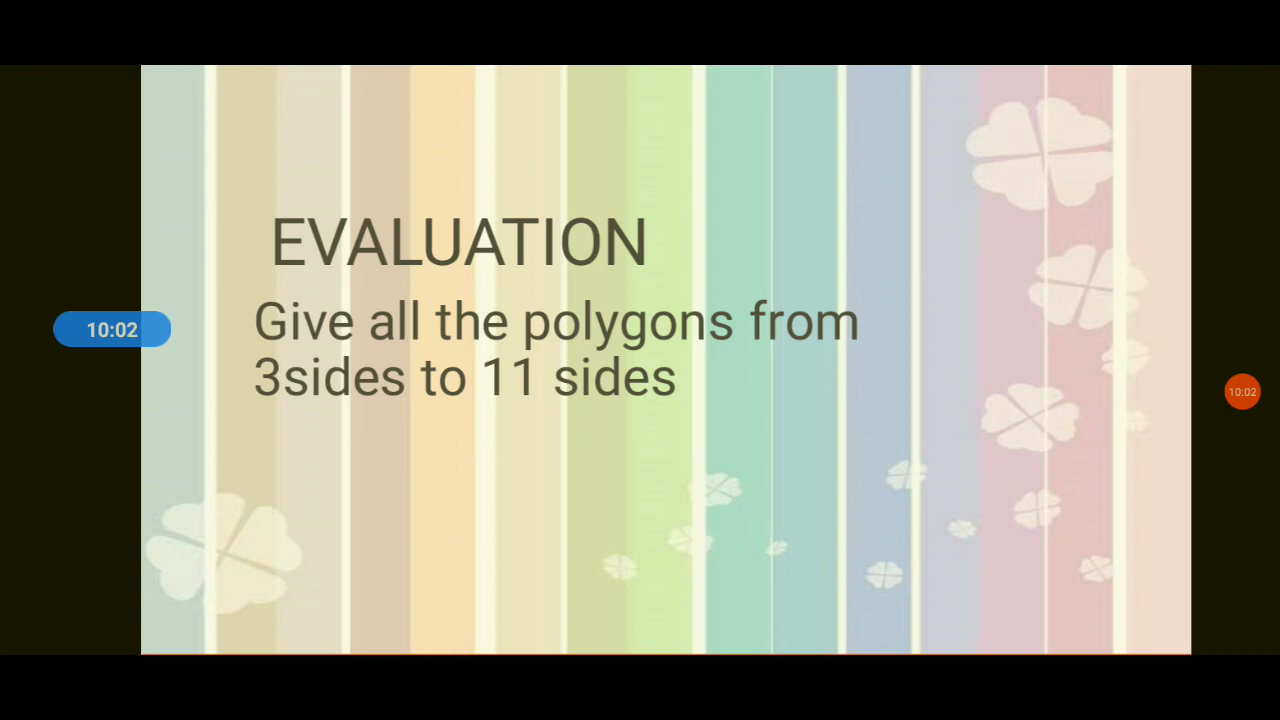 EVALUATION
Give all the polygons from
3sides to 11 sides
10:02
10:02